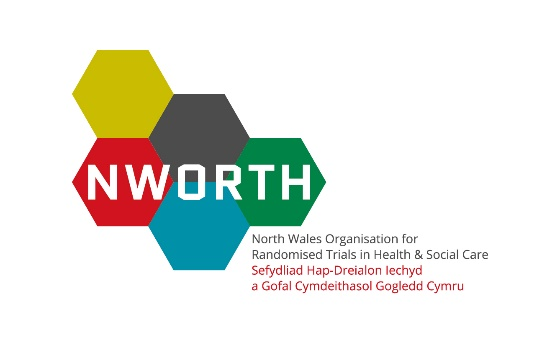 NWORTH
North Wales Organisation for
Randomised Trials in Health & Social Care
Sefydliad Hap-Dreialon Iechyd
a Gofal Cymdeithasol Gogledd Cymru